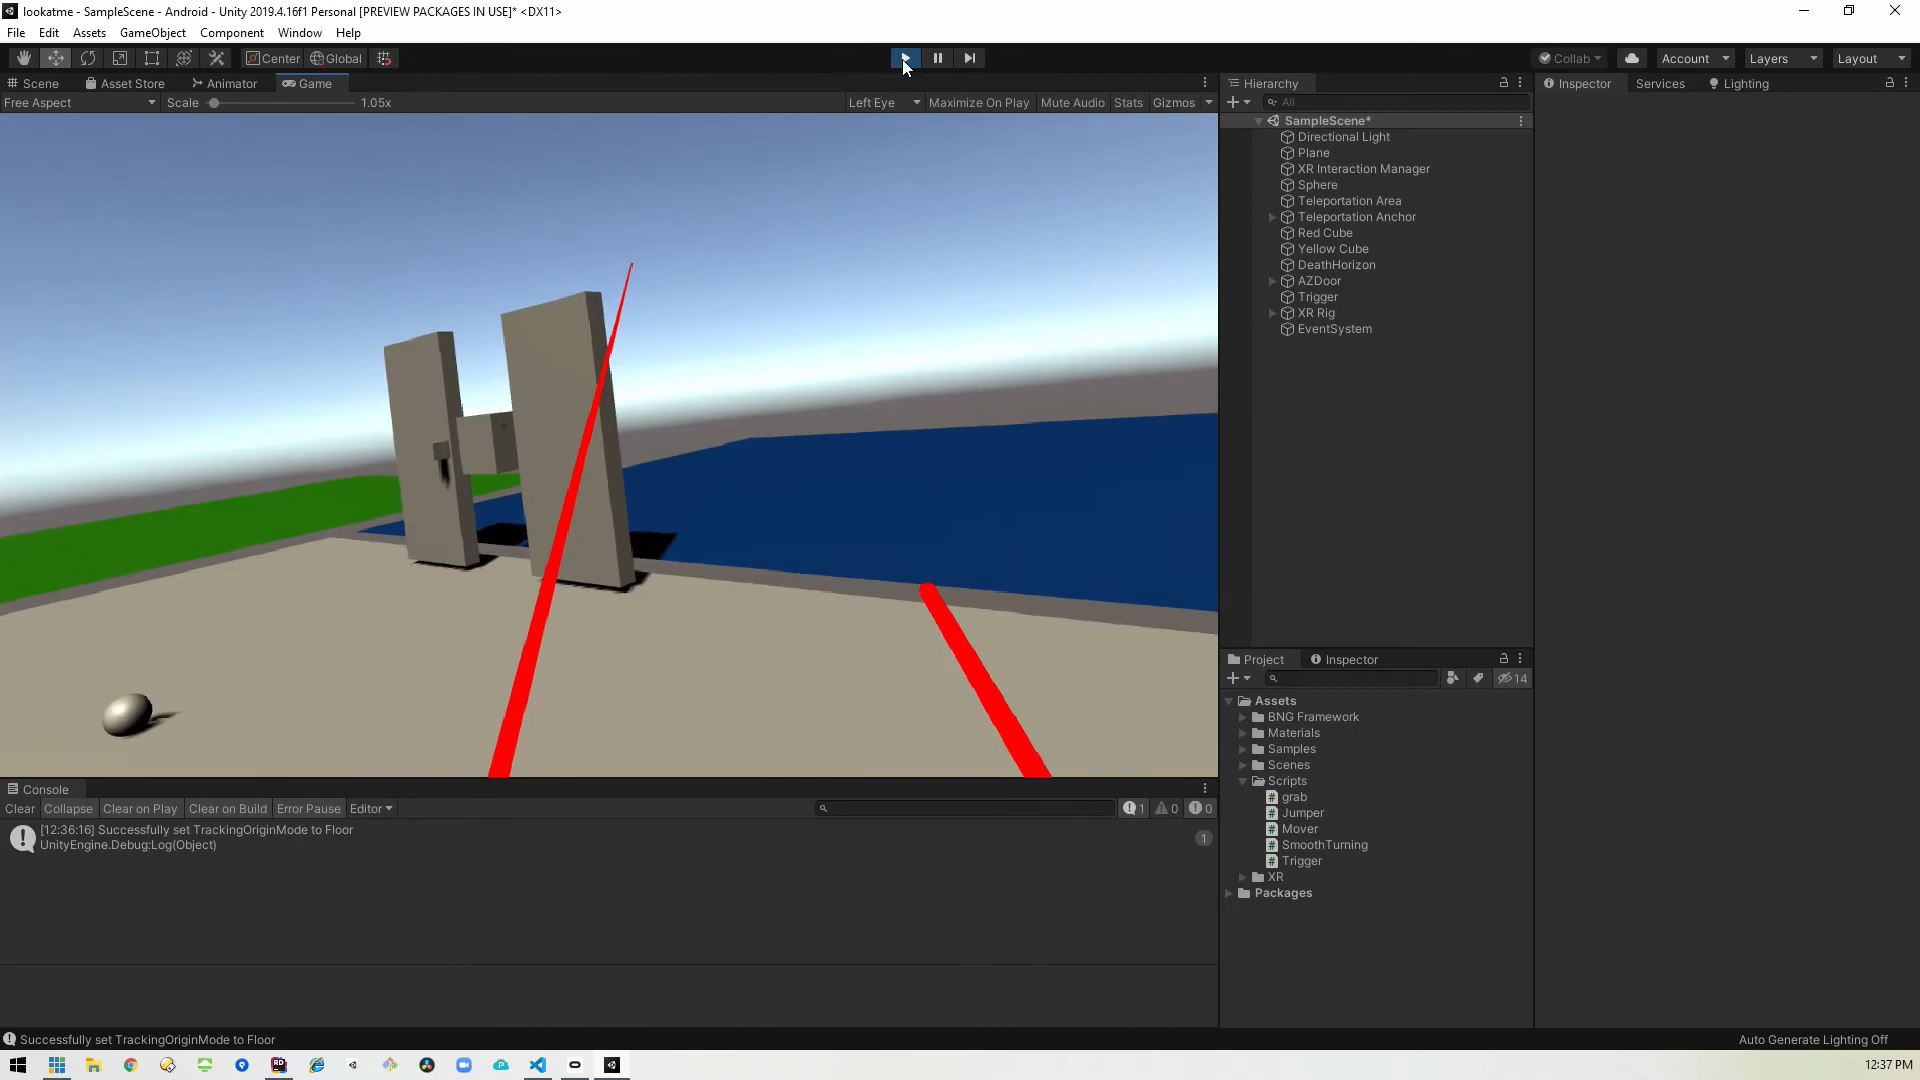 lookatme - SampleScene - Android - Unity 2019.4.16f1 Personal [PREVIEW PACKAGES IN USE]* <DX11>
File Edit Assets GameObject Component Window Help
Center Global Collab Account Layers Layout
Scene Asset Store Animator Game
Free Aspect Scale 1.05x Left Eye Maximize On Play Mute Audio Stats Gizmos
Hierarchy
All
SampleScene*
Directional Light
Plane
XR Interaction Manager
Sphere
Teleportation Area
Teleportation Anchor
Red Cube
Yellow Cube
DeathHorizon
AZDoor
Trigger
XR Rig
EventSystem
Inspector Services Lighting
Project Inspector
14
Assets
BNG Framework
Materials
Samples
Scenes
Scripts
grab
Jumper
Mover
SmoothTurning
Trigger
XR
Packages
Console
Clear Collapse Clear on Play Clear on Build Error Pause Editor 1 0 0
[12:36:16] Successfully set TrackingOriginMode to Floor
UnityEngine.Debug:Log(Object)
1
Successfully set TrackingOriginMode to Floor
Auto Generate Lighting Off
12:37 PM